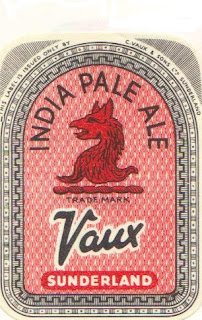 THIS LABEL IS ISSUED ONLY BY C. VAUX & SONS LTD SUNDERLAND
INDIA PALE ALE
TRADE MARK
Vaux
SUNDERLAND